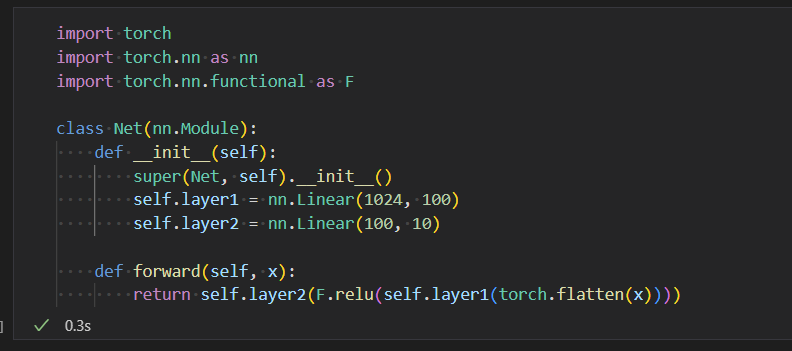 import torch
import torch.nn as nn
import torch.nn.functional as F
class Net(nn.Module):
    def __init__(self):
        super(Net, self).__init__()
        self.layer1 = nn.Linear(1024, 100)
        self.layer2 = nn.Linear(100, 10)
    def forward(self, x):
        return self.layer2(F.relu(self.layer1(torch.flatten(x))))
] ✓ 0.3s